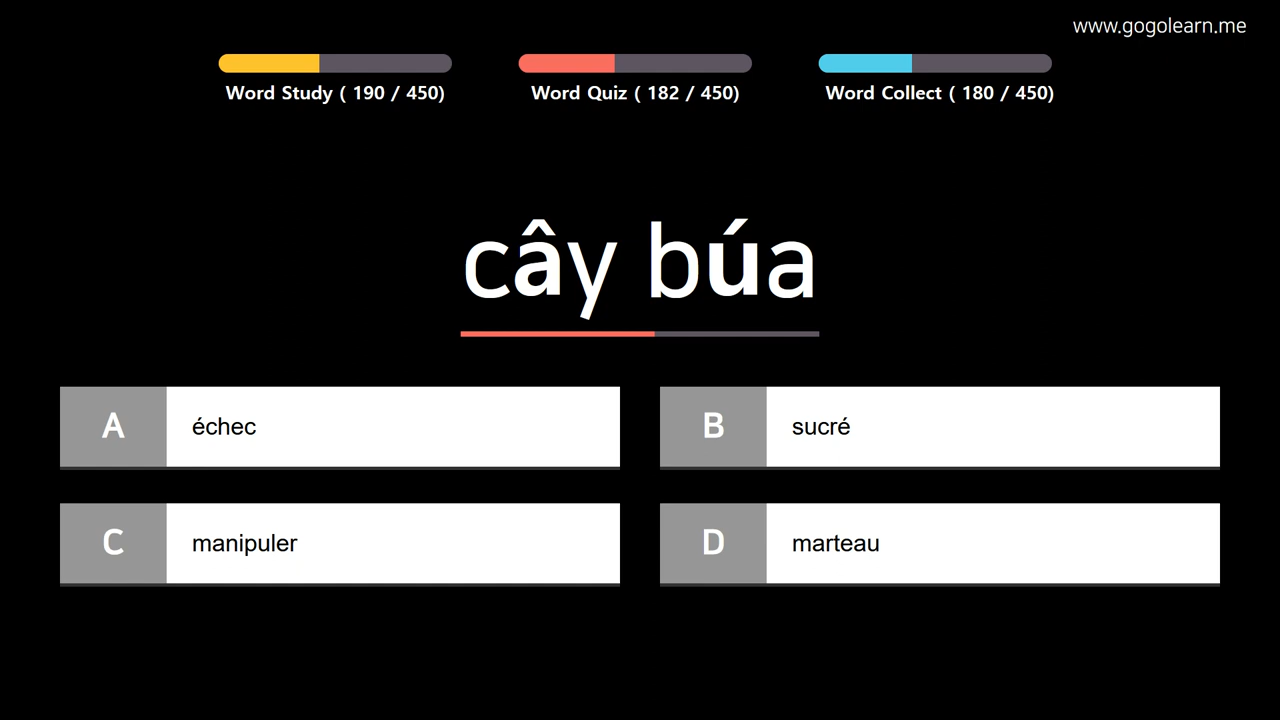 www.gogolearn.me
Word Study ( 190 / 450)
Word Quiz ( 182 / 450)
Word Collect ( 180 / 450)
cây búa
A échec
B sucré
C manipuler
D marteau